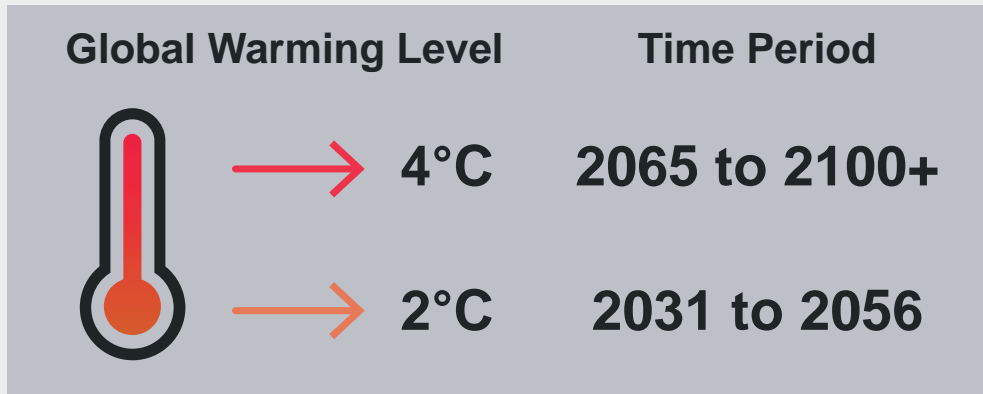 Global Warming Level Time Period
4°C 2065 to 2100+
2°C 2031 to 2056